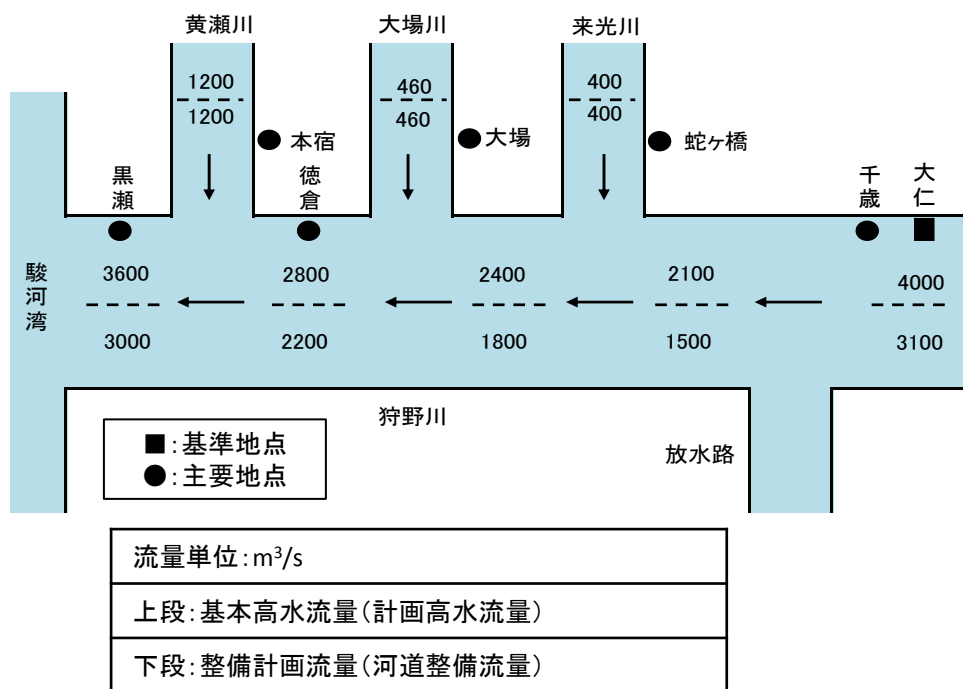 黄瀬川
大場川
来光川
1200
1200
460
460
400
400
本宿
大場
蛇ヶ橋
黒瀬
徳倉
千歳
大仁
駿河湾
3600
3000
2800
2200
2400
1800
2100
1500
4000
3100
狩野川
放水路
■:基準地点
●:主要地点
流量単位:m³/s
上段:基本高水流量(計画高水流量)
下段:整備計画流量(河道整備流量)